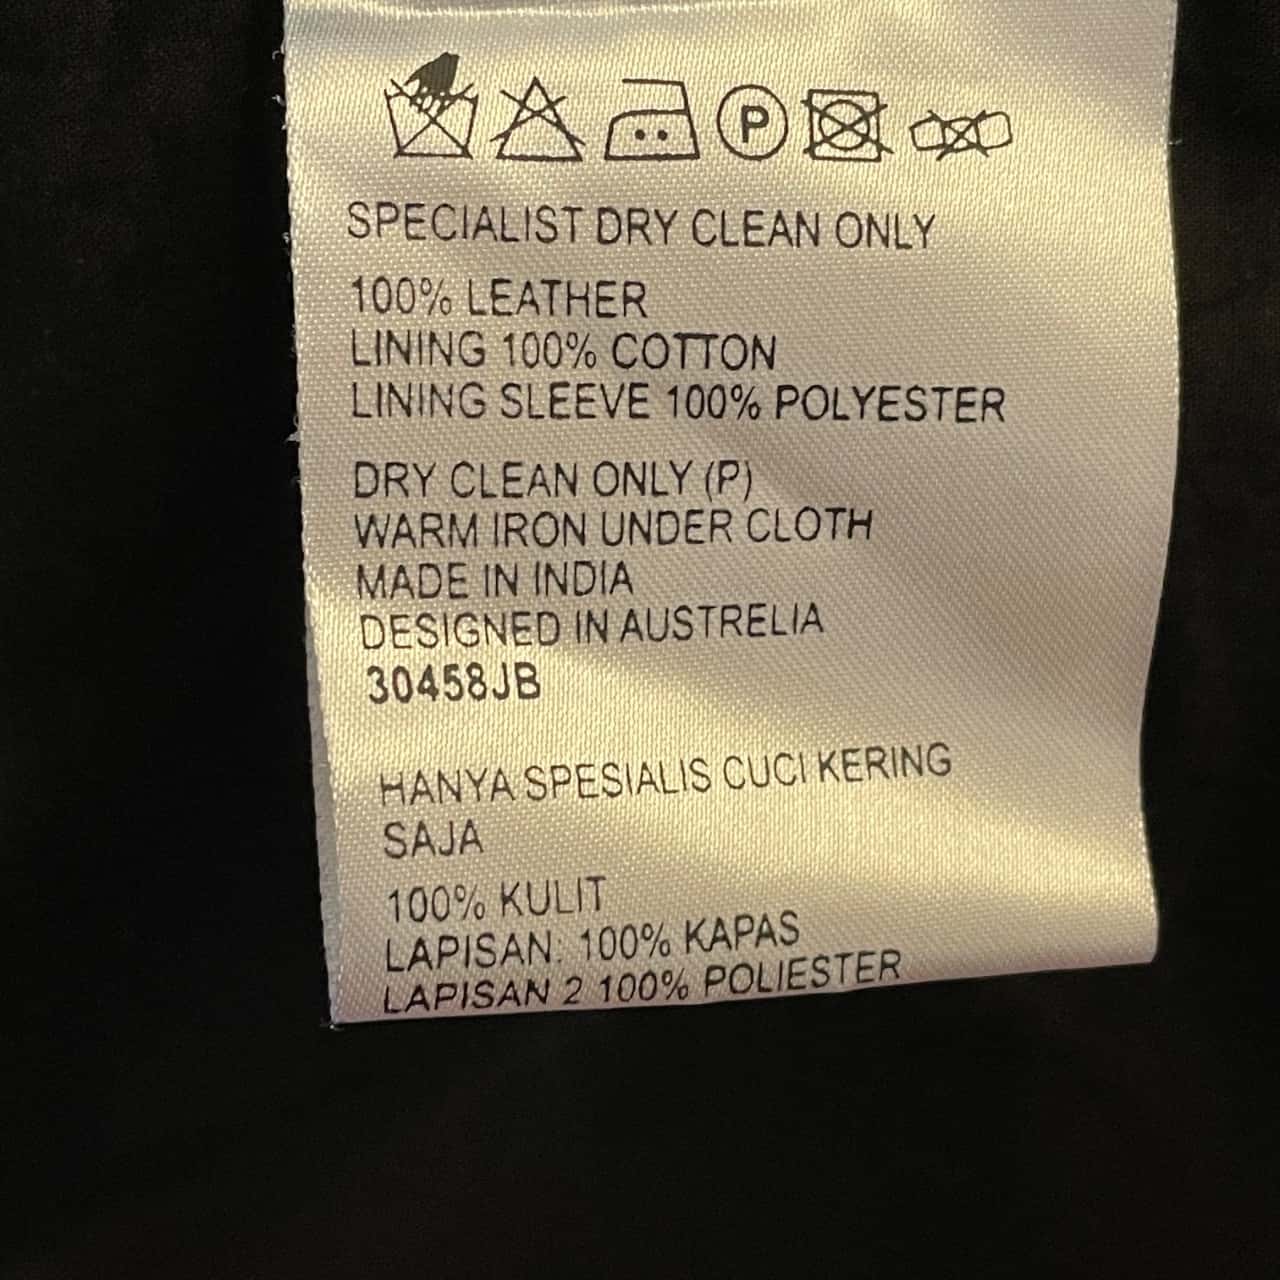 P
SPECIALIST DRY CLEAN ONLY
100% LEATHER
LINING 100% COTTON
LINING SLEEVE 100% POLYESTER
DRY CLEAN ONLY (P)
WARM IRON UNDER CLOTH
MADE IN INDIA
DESIGNED IN AUSTRELIA
30458JB
HANYA SPESIALIS CUCI KERING
SAJA
100% KULIT
LAPISAN: 100% KAPAS
LAPISAN 2 100% POLIESTER